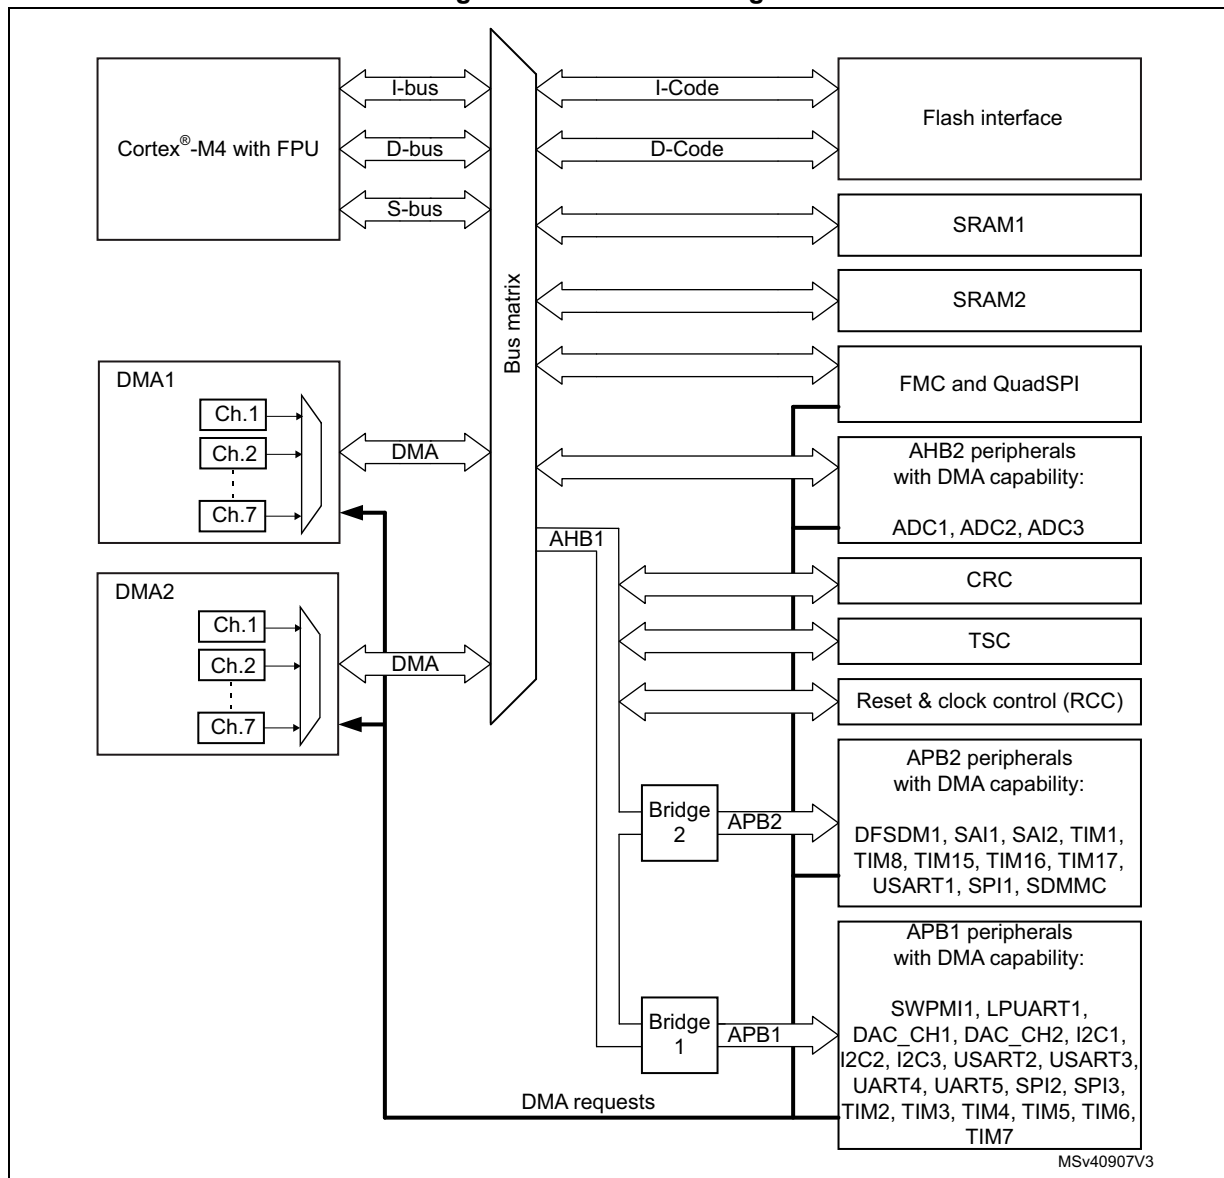 Cortex®-M4 with FPU
I-bus
D-bus
S-bus
I-Code
D-Code
Flash interface
SRAM1
SRAM2
Bus matrix
FMC and QuadSPI
DMA1
Ch.1
Ch.2
Ch.7
DMA
AHB2 peripherals
with DMA capability:
ADC1, ADC2, ADC3
AHB1
DMA2
Ch.1
Ch.2
Ch.7
DMA
CRC
TSC
Reset & clock control (RCC)
Bridge
2
APB2
APB2 peripherals
with DMA capability:
DFSDM1, SAI1, SAI2, TIM1,
TIM8, TIM15, TIM16, TIM17,
USART1, SPI1, SDMMC
Bridge
1
APB1
APB1 peripherals
with DMA capability:
SWPMI1, LPUART1,
DAC_CH1, DAC_CH2, I2C1,
I2C2, I2C3, USART2, USART3,
UART4, UART5, SPI2, SPI3,
TIM2, TIM3, TIM4, TIM5, TIM6,
TIM7
DMA requests
MSv40907V3